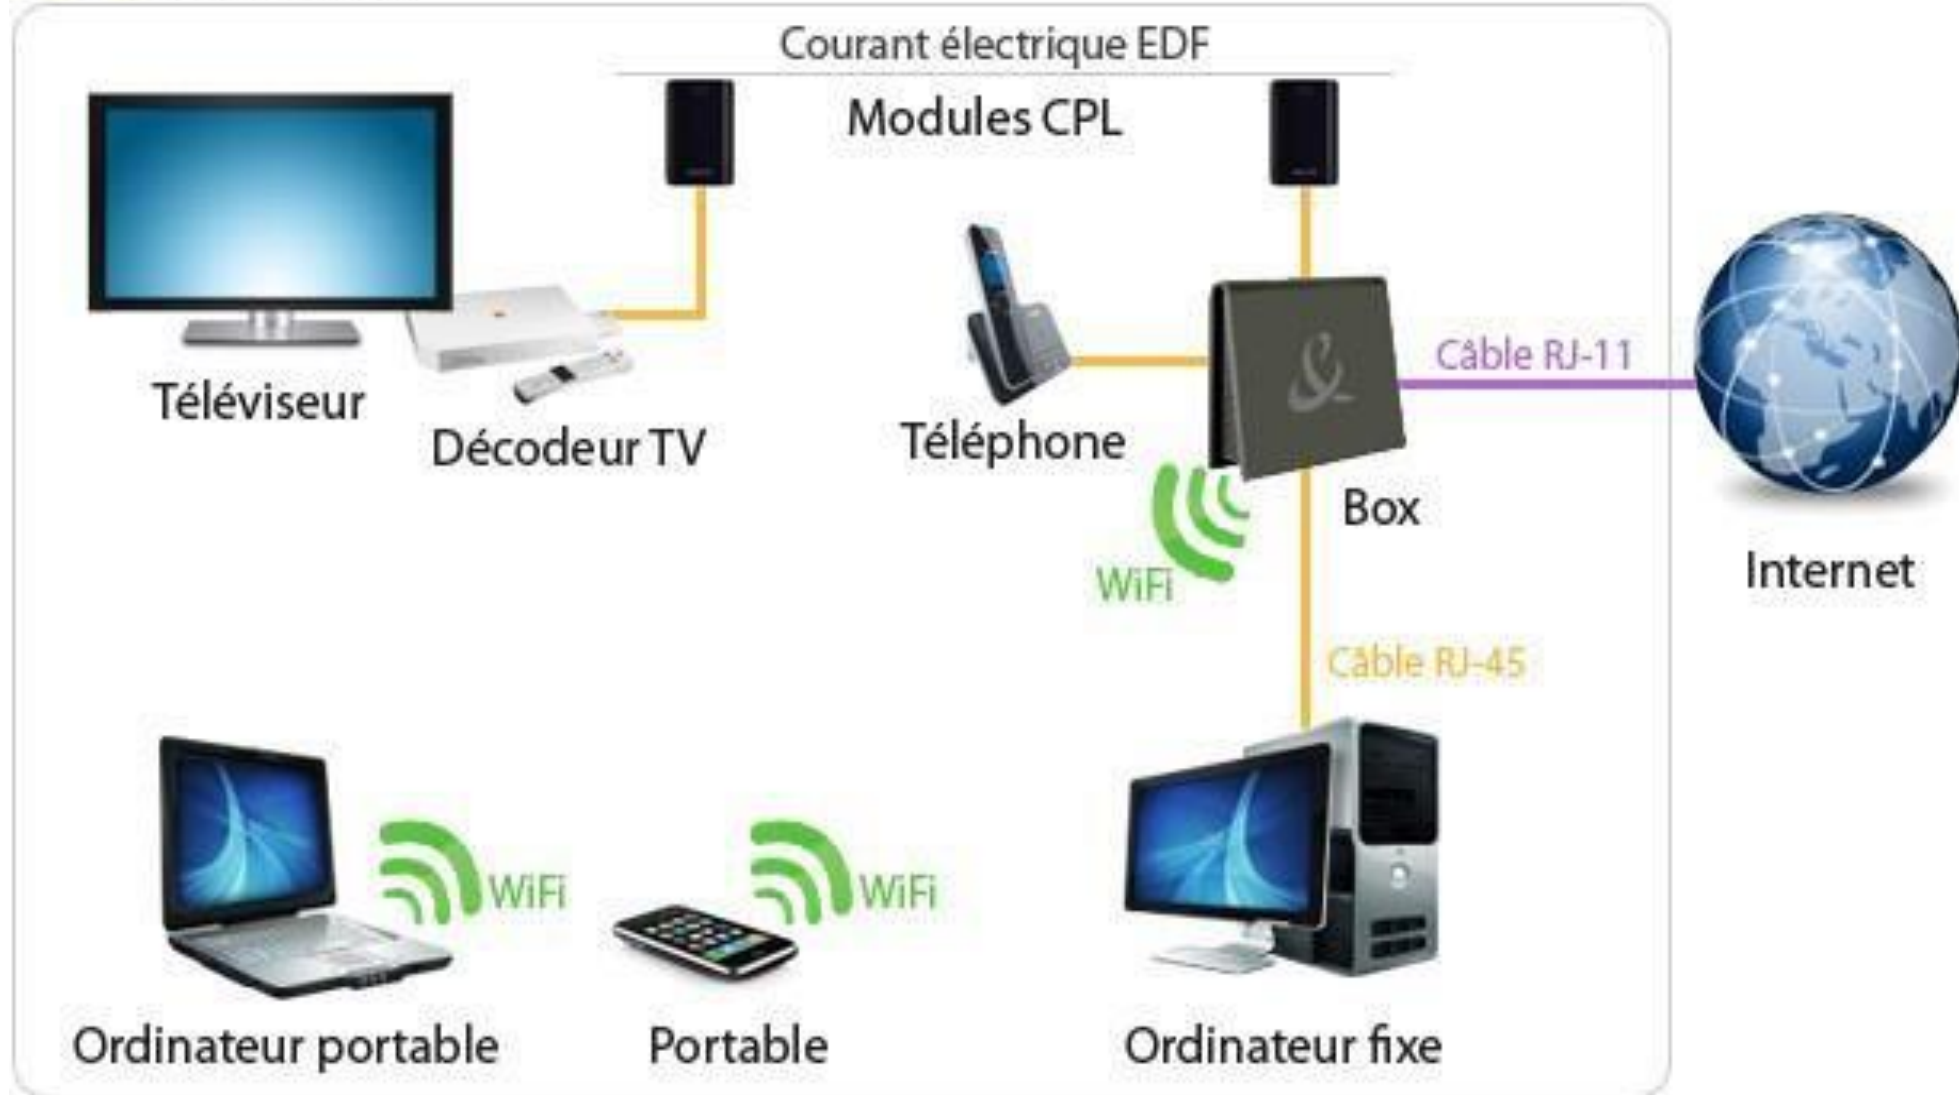 Courant électrique EDF
Modules CPL
Câble RJ-11
Téléviseur
Décodeur TV
Téléphone
Box
WiFi
Internet
Câble RJ-45
WiFi
WiFi
Ordinateur portable
Portable
Ordinateur fixe